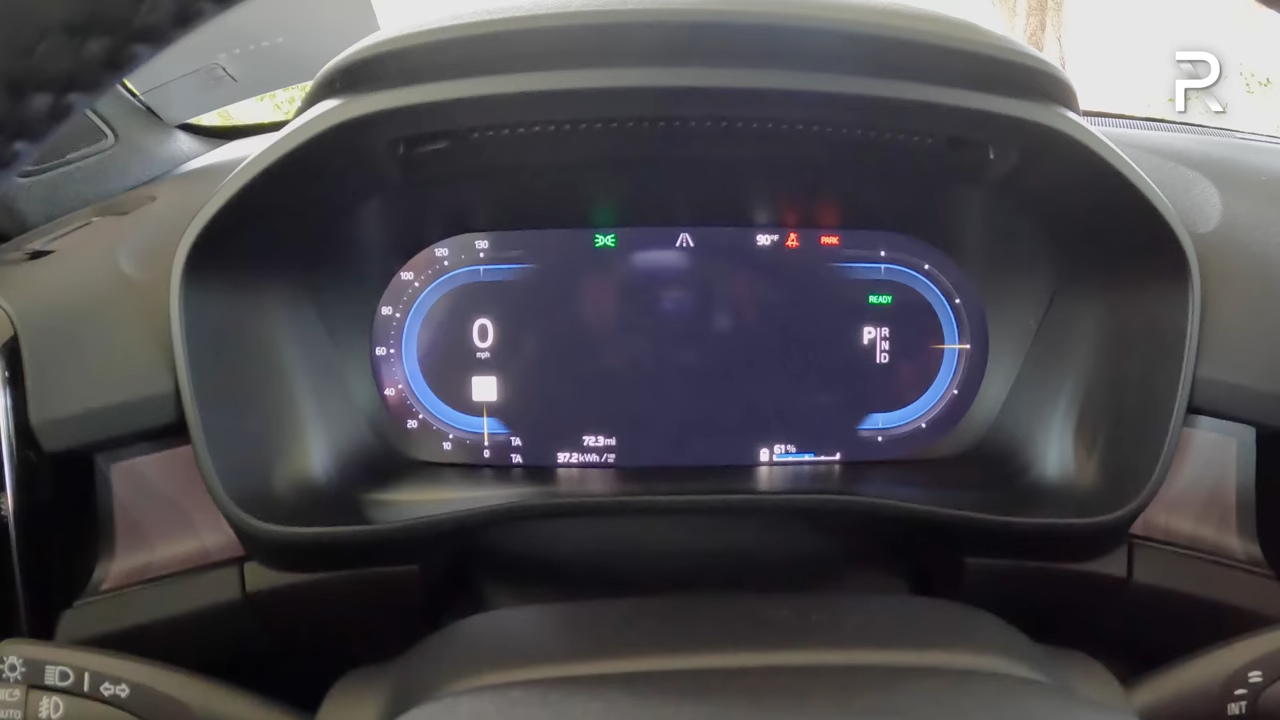 130
120
100
80
60
40
20
10
0
0
mph
90°F
PARK
READY
P
R
N
D
TA 72.3 mi
TA 37.2 kWh/
61 %
AUTO
INT